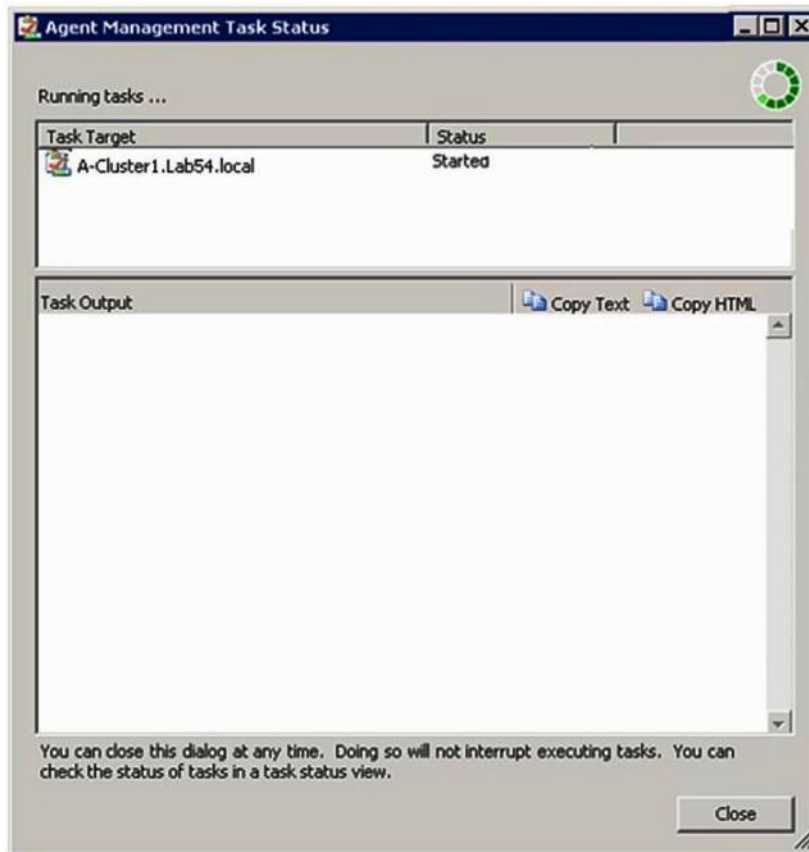 Agent Management Task Status
Running tasks ...
Task Target Status
A-Cluster1.Lab54.local Started
Task Output Copy Text Copy HTML
You can close this dialog at any time. Doing so will not interrupt executing tasks. You can
check the status of tasks in a task status view.
Close